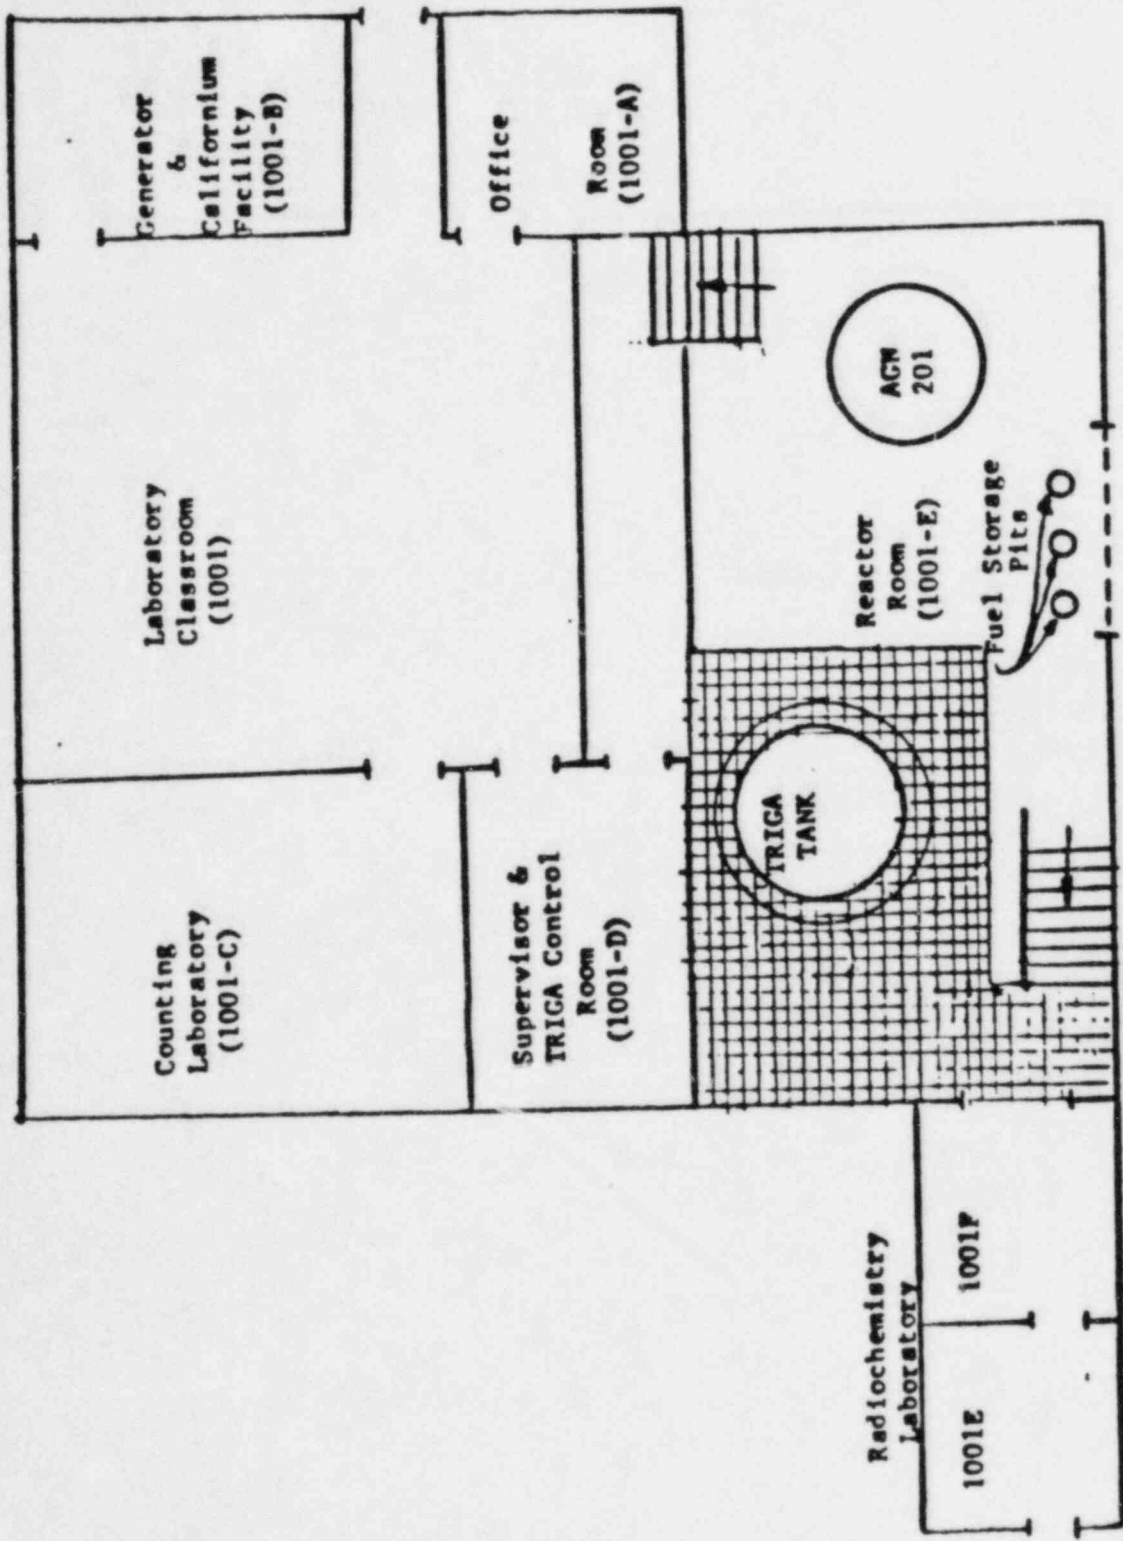 Counting
Laboratory
(1001-C)
Laboratory
Classroom
(1001)
Generator
&
Californium
Facility
(1001-B)
Supervisor &
TRIGA Control
Room
(1001-D)
Office
Room
(1001-A)
TRIGA
TANK
Reactor
Room
(1001-E)
AGN
201
Radiochemistry
Laboratory
1001E
1001F
Fuel Storage
Pits